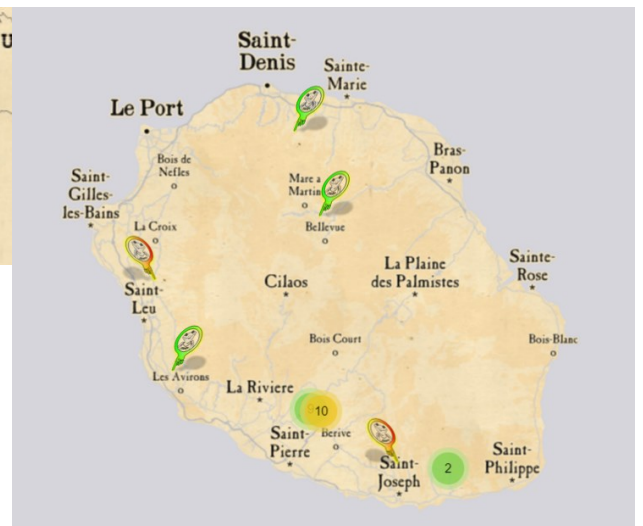 U
Saint-
Denis
Sainte-
Marie
Le Port
Bois de
Nefles
Bras-
Panon
Saint-
Gilles-
les-Bains
Mare a
Martin
La Croix
Bellevue
Sainte-
Rose
La Plaine
des Palmistes
Cilaos
Saint-
Leu
Bois Court
Bois-Blanc
Les Avirons
La Riviere
10
Saint-
Pierre
Berive
Saint-
Joseph
2
Saint-
Philippe